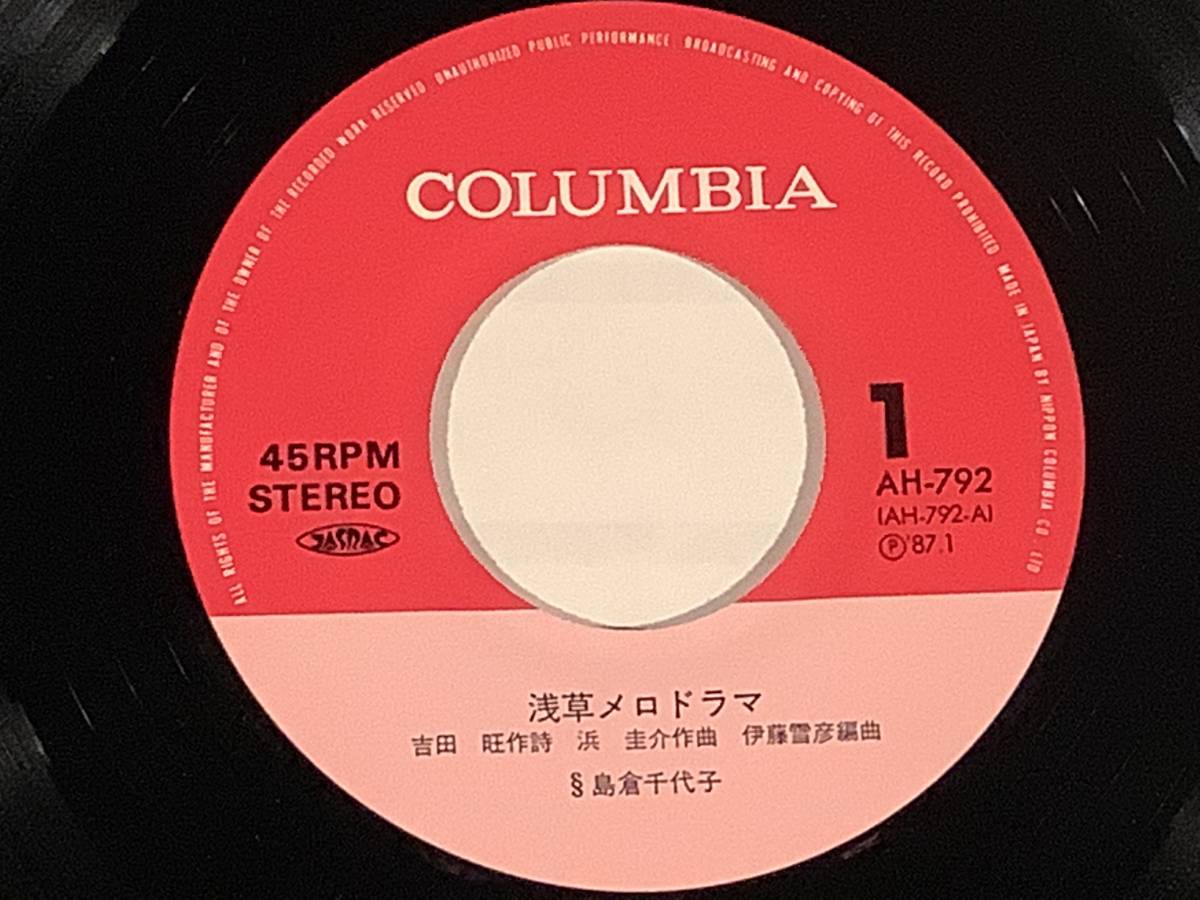 ALL RIGHTS OF THE MANUFACTURER AND OF THE OWNER OF THE RECORDED WORK RESERVED UNAUTHORIZED PUBLIC PERFORMANCE BROADCASTING AND COPYING OF THIS RECORD PROHIBITED MADE IN JAPAN BY NIPPON COLUMBIA CO., LTD
COLUMBIA
45RPM
STEREO
JASRAC
1
AH-792
(AH-792-A)
Ⓟ'87.1
浅草メロドラマ
吉田 旺作詩 浜 圭介作曲 伊藤雪彦編曲
§島倉千代子